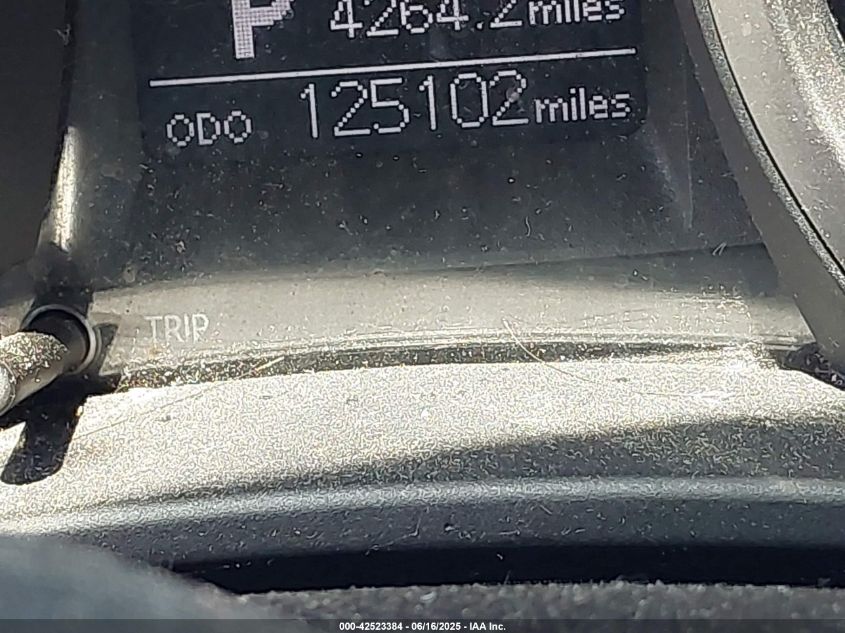 P 4264.2 miles
ODO 125102 miles
TRIP
000-42523384 - 06/16/2025 - IAA Inc.